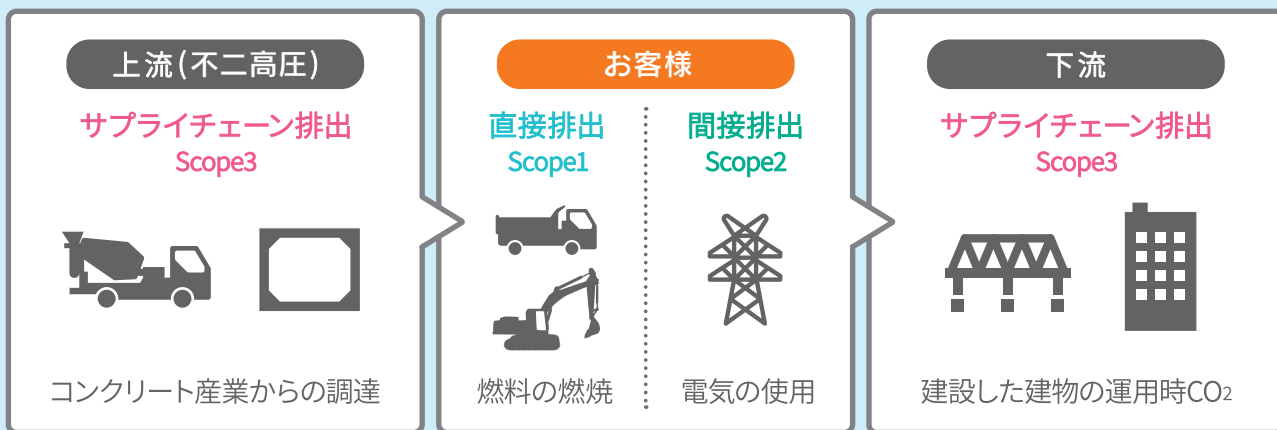 上流(不二高圧)
サプライチェーン排出
Scope3
コンクリート産業からの調達
お客様
直接排出
Scope1
燃料の燃焼
間接排出
Scope2
電気の使用
下流
サプライチェーン排出
Scope3
建設した建物の運用時CO2